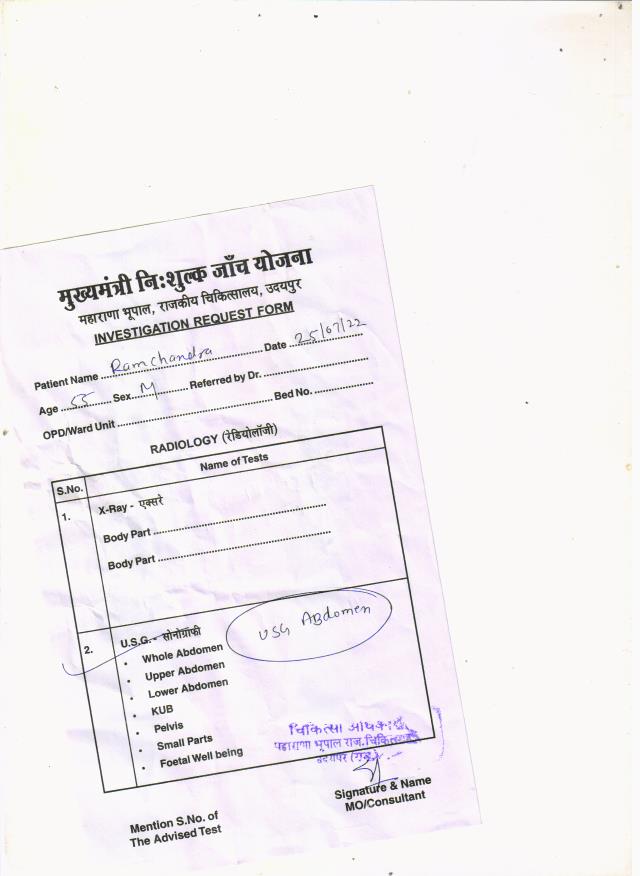 मुख्यमंत्री निःशुल्क जाँच योजना
महाराणा भूपाल, राजकीय चिकित्सालय, उदयपुर
INVESTIGATION REQUEST FORM
Patient Name Ramchandra Date 25/07/22
Age 55 Sex M Referred by Dr.
OPD/Ward Unit Bed No.
RADIOLOGY (रेडियोलॉजी)
S.No. Name of Tests
1. X-Ray - एक्सरे
Body Part
Body Part
2. U.S.G. - सोनोग्राफी
USG Abdomen
• Whole Abdomen
• Upper Abdomen
• Lower Abdomen
• KUB
• Pelvis
• Small Parts
• Foetal Well being
चिकित्सा
महाराणा भूपाल राज.
उदयपुर (राज.)
Signature & Name
MO/Consultant
Mention S.No. of
The Advised Test